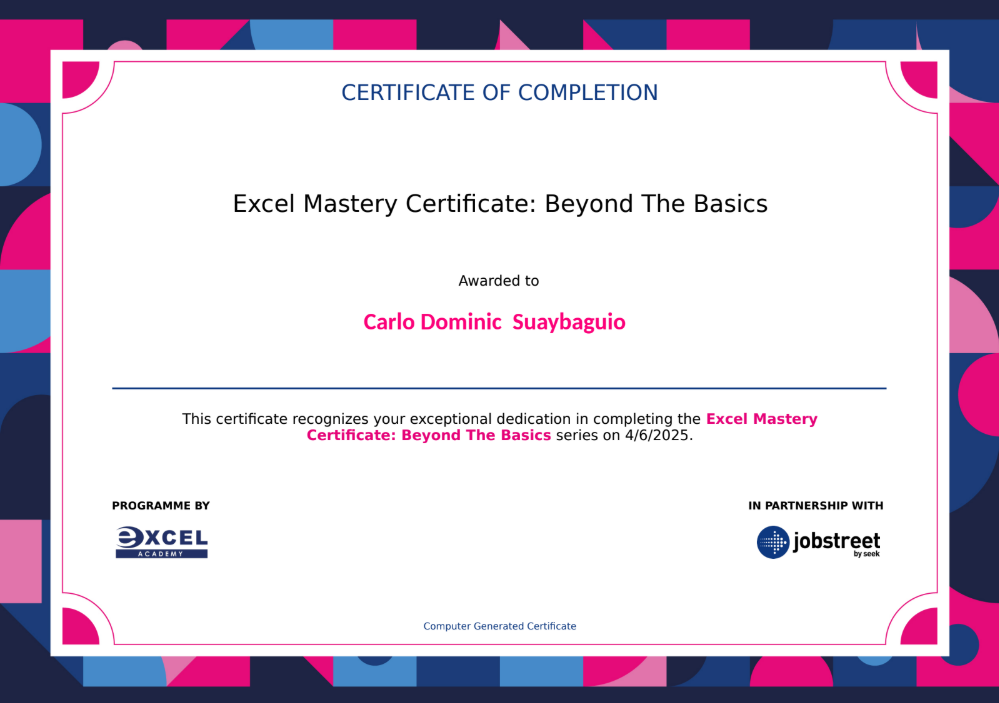 CERTIFICATE OF COMPLETION
Excel Mastery Certificate: Beyond The Basics
Awarded to
Carlo Dominic  Suaybaguio
This certificate recognizes your exceptional dedication in completing the Excel Mastery
Certificate: Beyond The Basics series on 4/6/2025.
PROGRAMME BY
IN PARTNERSHIP WITH
eXCEL
ACADEMY
jobstreet
by seek
Computer Generated Certificate